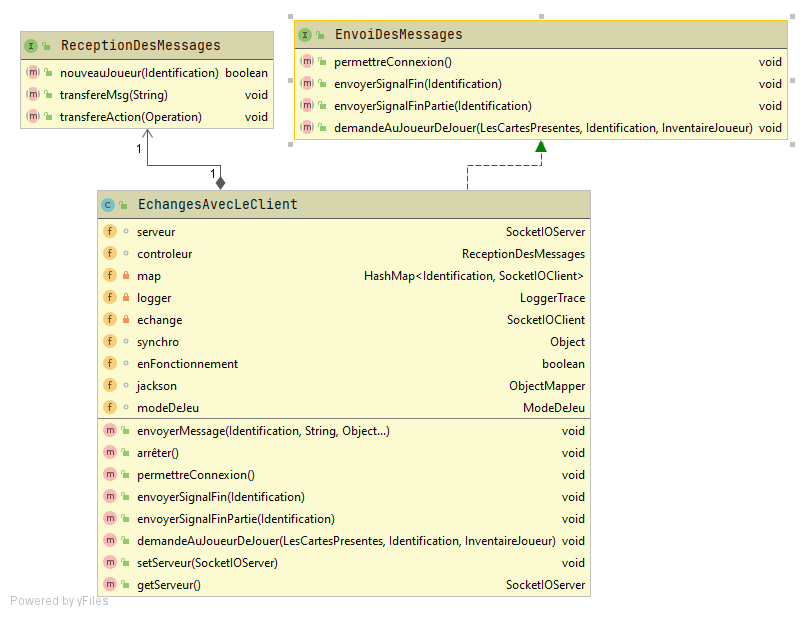 I ReceptionDesMessages
m nouveauJoueur(Identification) boolean
m transfereMsg(String) void
m transfereAction(Operation) void
I EnvoiDesMessages
m permettreConnexion() void
m envoyerSignalFin(Identification) void
m envoyerSignalFinPartie(Identification) void
m demandeAuJoueurDeJouer(LesCartesPresentes, Identification, InventaireJoueur) void
1
1
C EchangesAvecLeClient
f serveur SocketIOServer
f controleur ReceptionDesMessages
f map HashMap<Identification, SocketIOClient>
f logger LoggerTrace
f echange SocketIOClient
f synchro Object
f enFonctionnement boolean
f jackson ObjectMapper
f modeDeJeu ModeDeJeu
m envoyerMessage(Identification, String, Object...) void
m arrêter() void
m permettreConnexion() void
m envoyerSignalFin(Identification) void
m envoyerSignalFinPartie(Identification) void
m demandeAuJoueurDeJouer(LesCartesPresentes, Identification, InventaireJoueur) void
m setServeur(SocketIOServer) void
m getServeur() SocketIOServer
Powered by yFiles